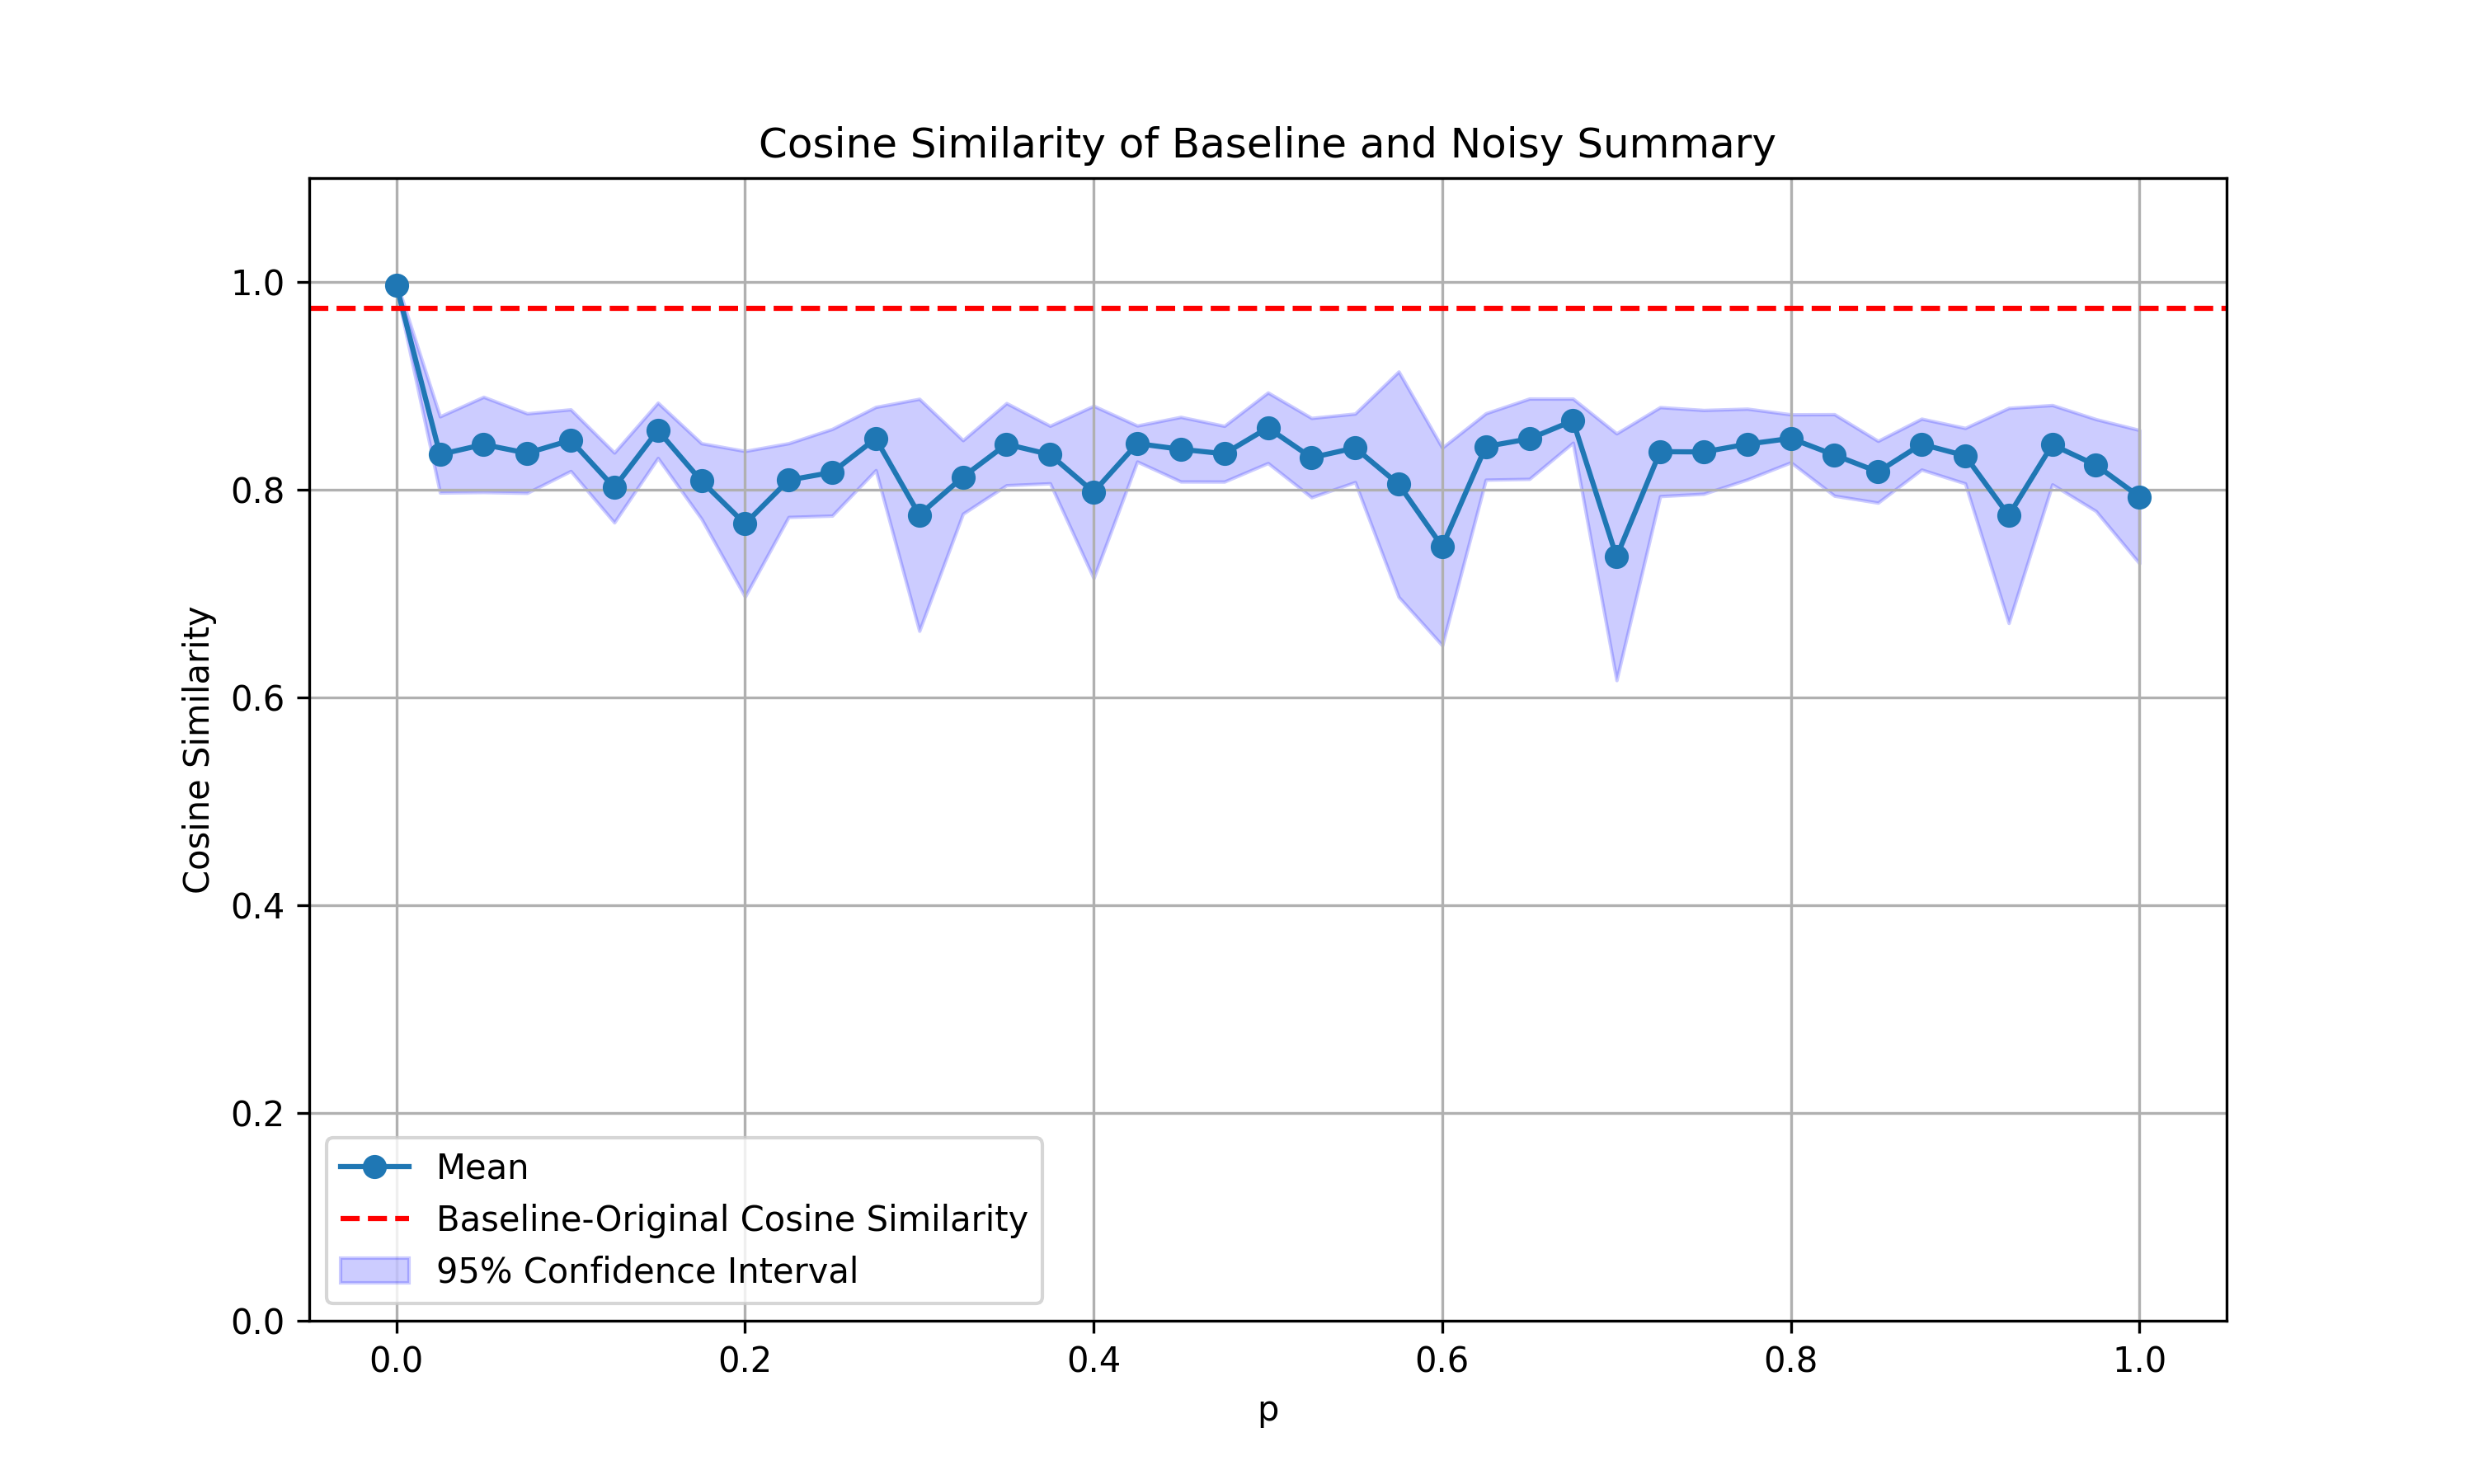 Cosine Similarity of Baseline and Noisy Summary
1.0
0.8
0.6
0.4
0.2
0.0
Cosine Similarity
Mean
Baseline-Original Cosine Similarity
95% Confidence Interval
0.0 0.2 0.4 0.6 0.8 1.0
p